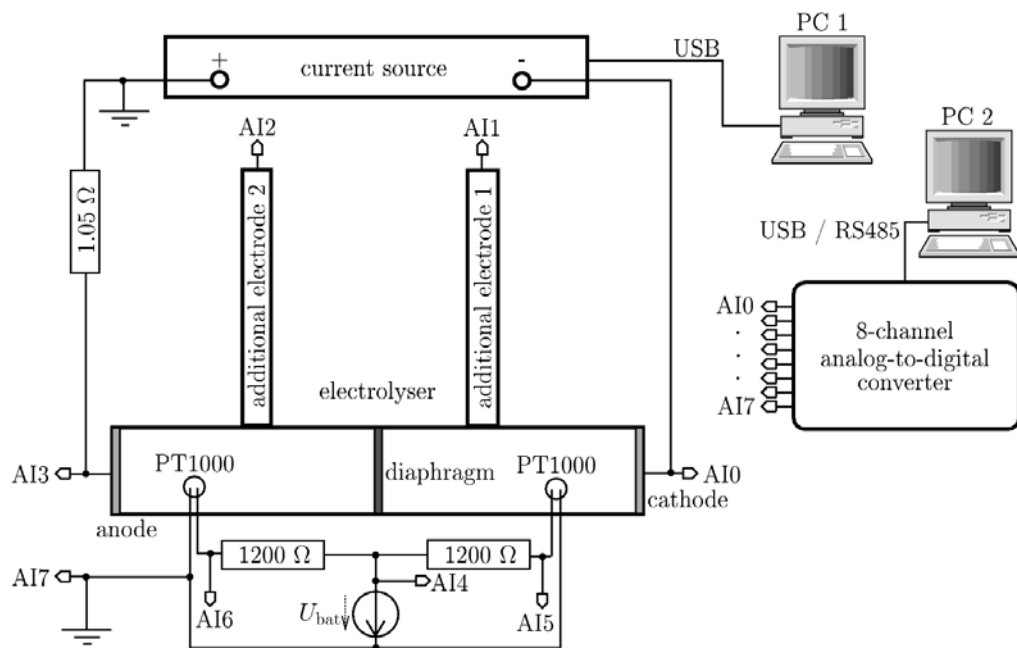 PC 1
USB
+
-
current source
PC 2
AI2
AI1
1.05 Ω
additional electrode 2
additional electrode 1
USB / RS485
AI0
.
.
.
.
AI7
8-channel
analog-to-digital
converter
electrolyser
PT1000
diaphragm
PT1000
AI3
AI0
anode
cathode
1200 Ω
1200 Ω
AI7
AI4
AI6
Ubat
AI5